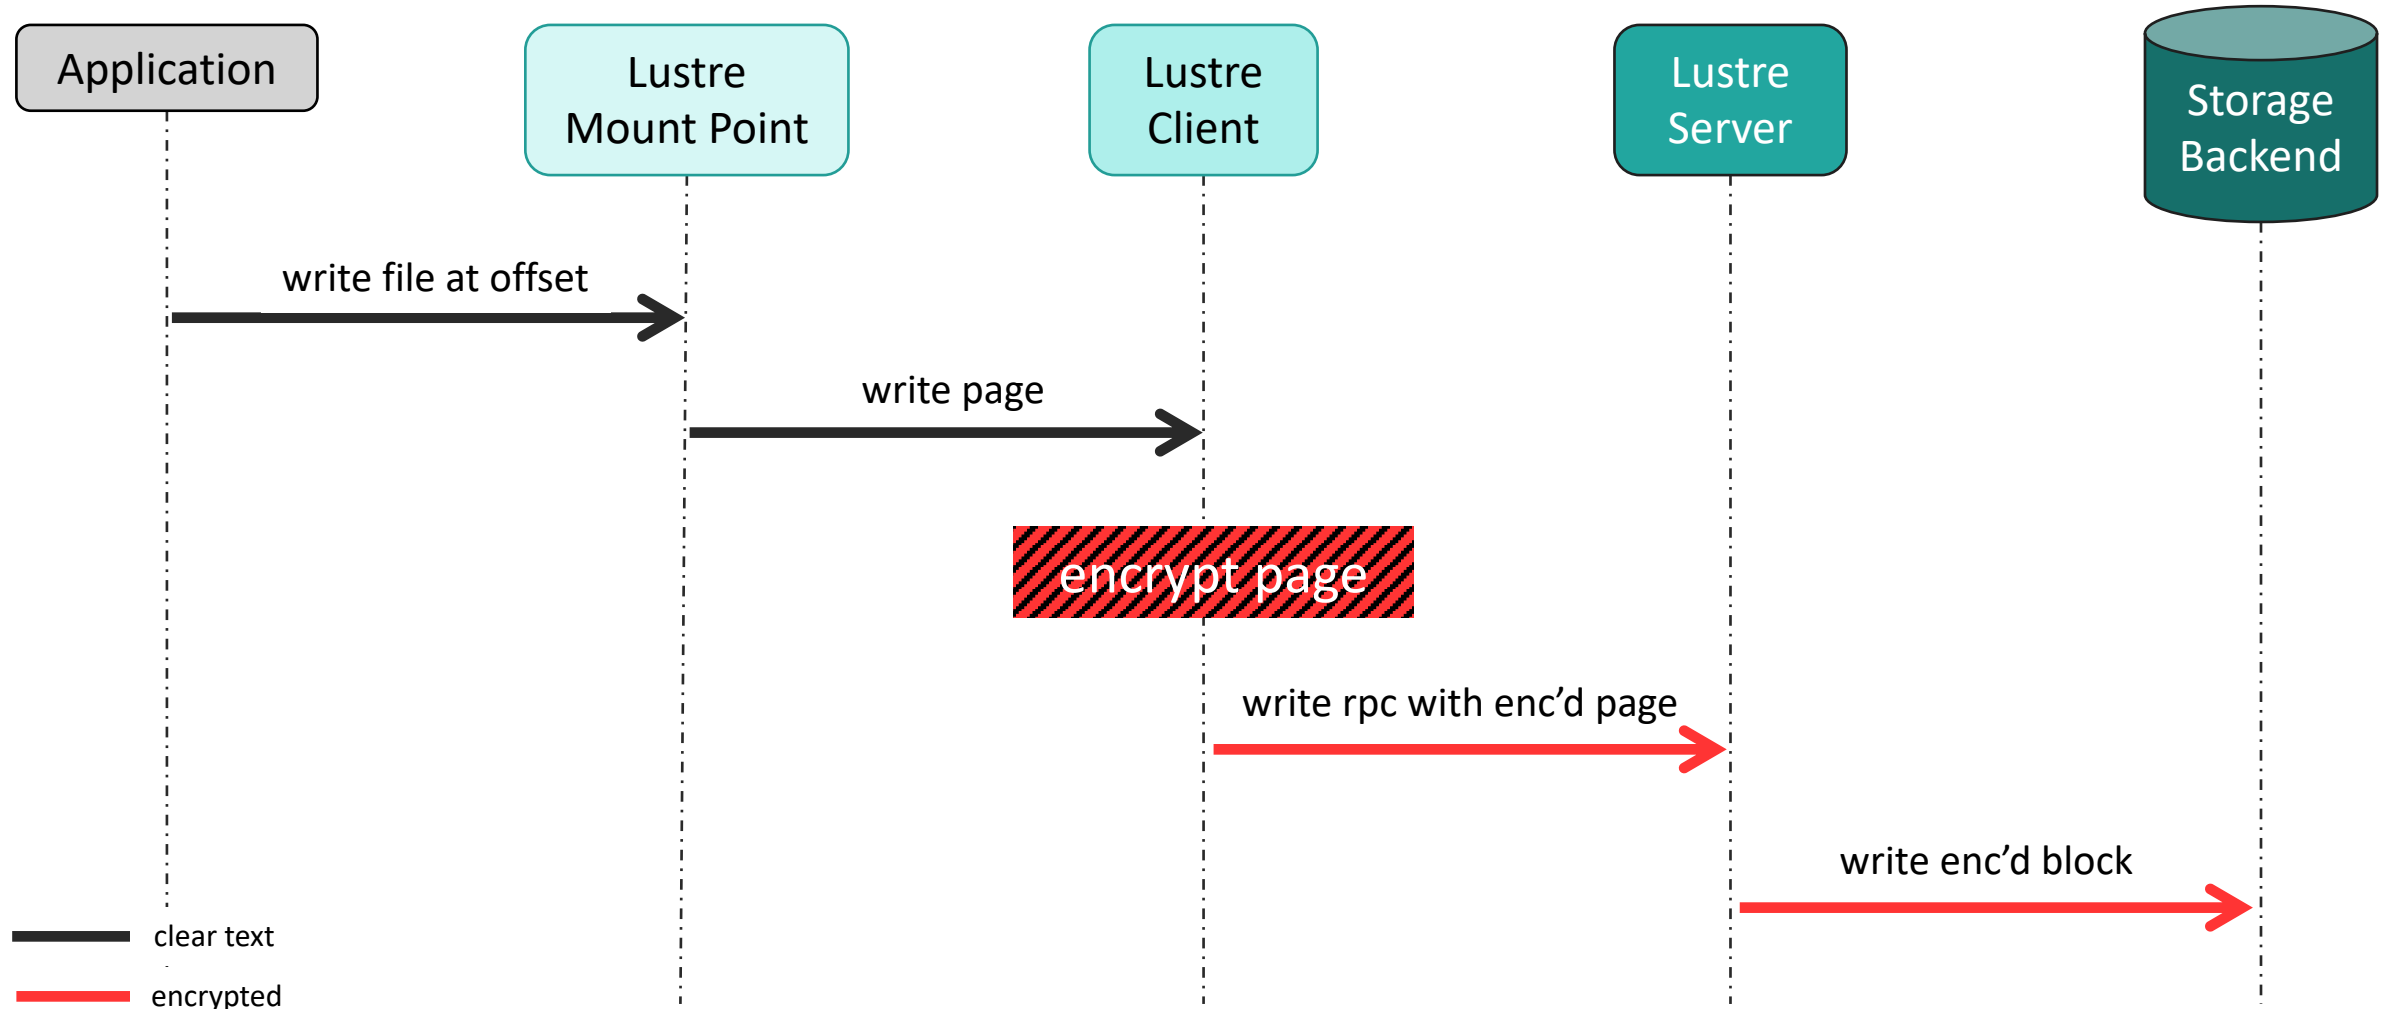 Application
Lustre
Mount Point
Lustre
Client
Lustre
Server
Storage
Backend
write file at offset
write page
encrypt page
write rpc with enc’d page
write enc’d block
clear text
encrypted